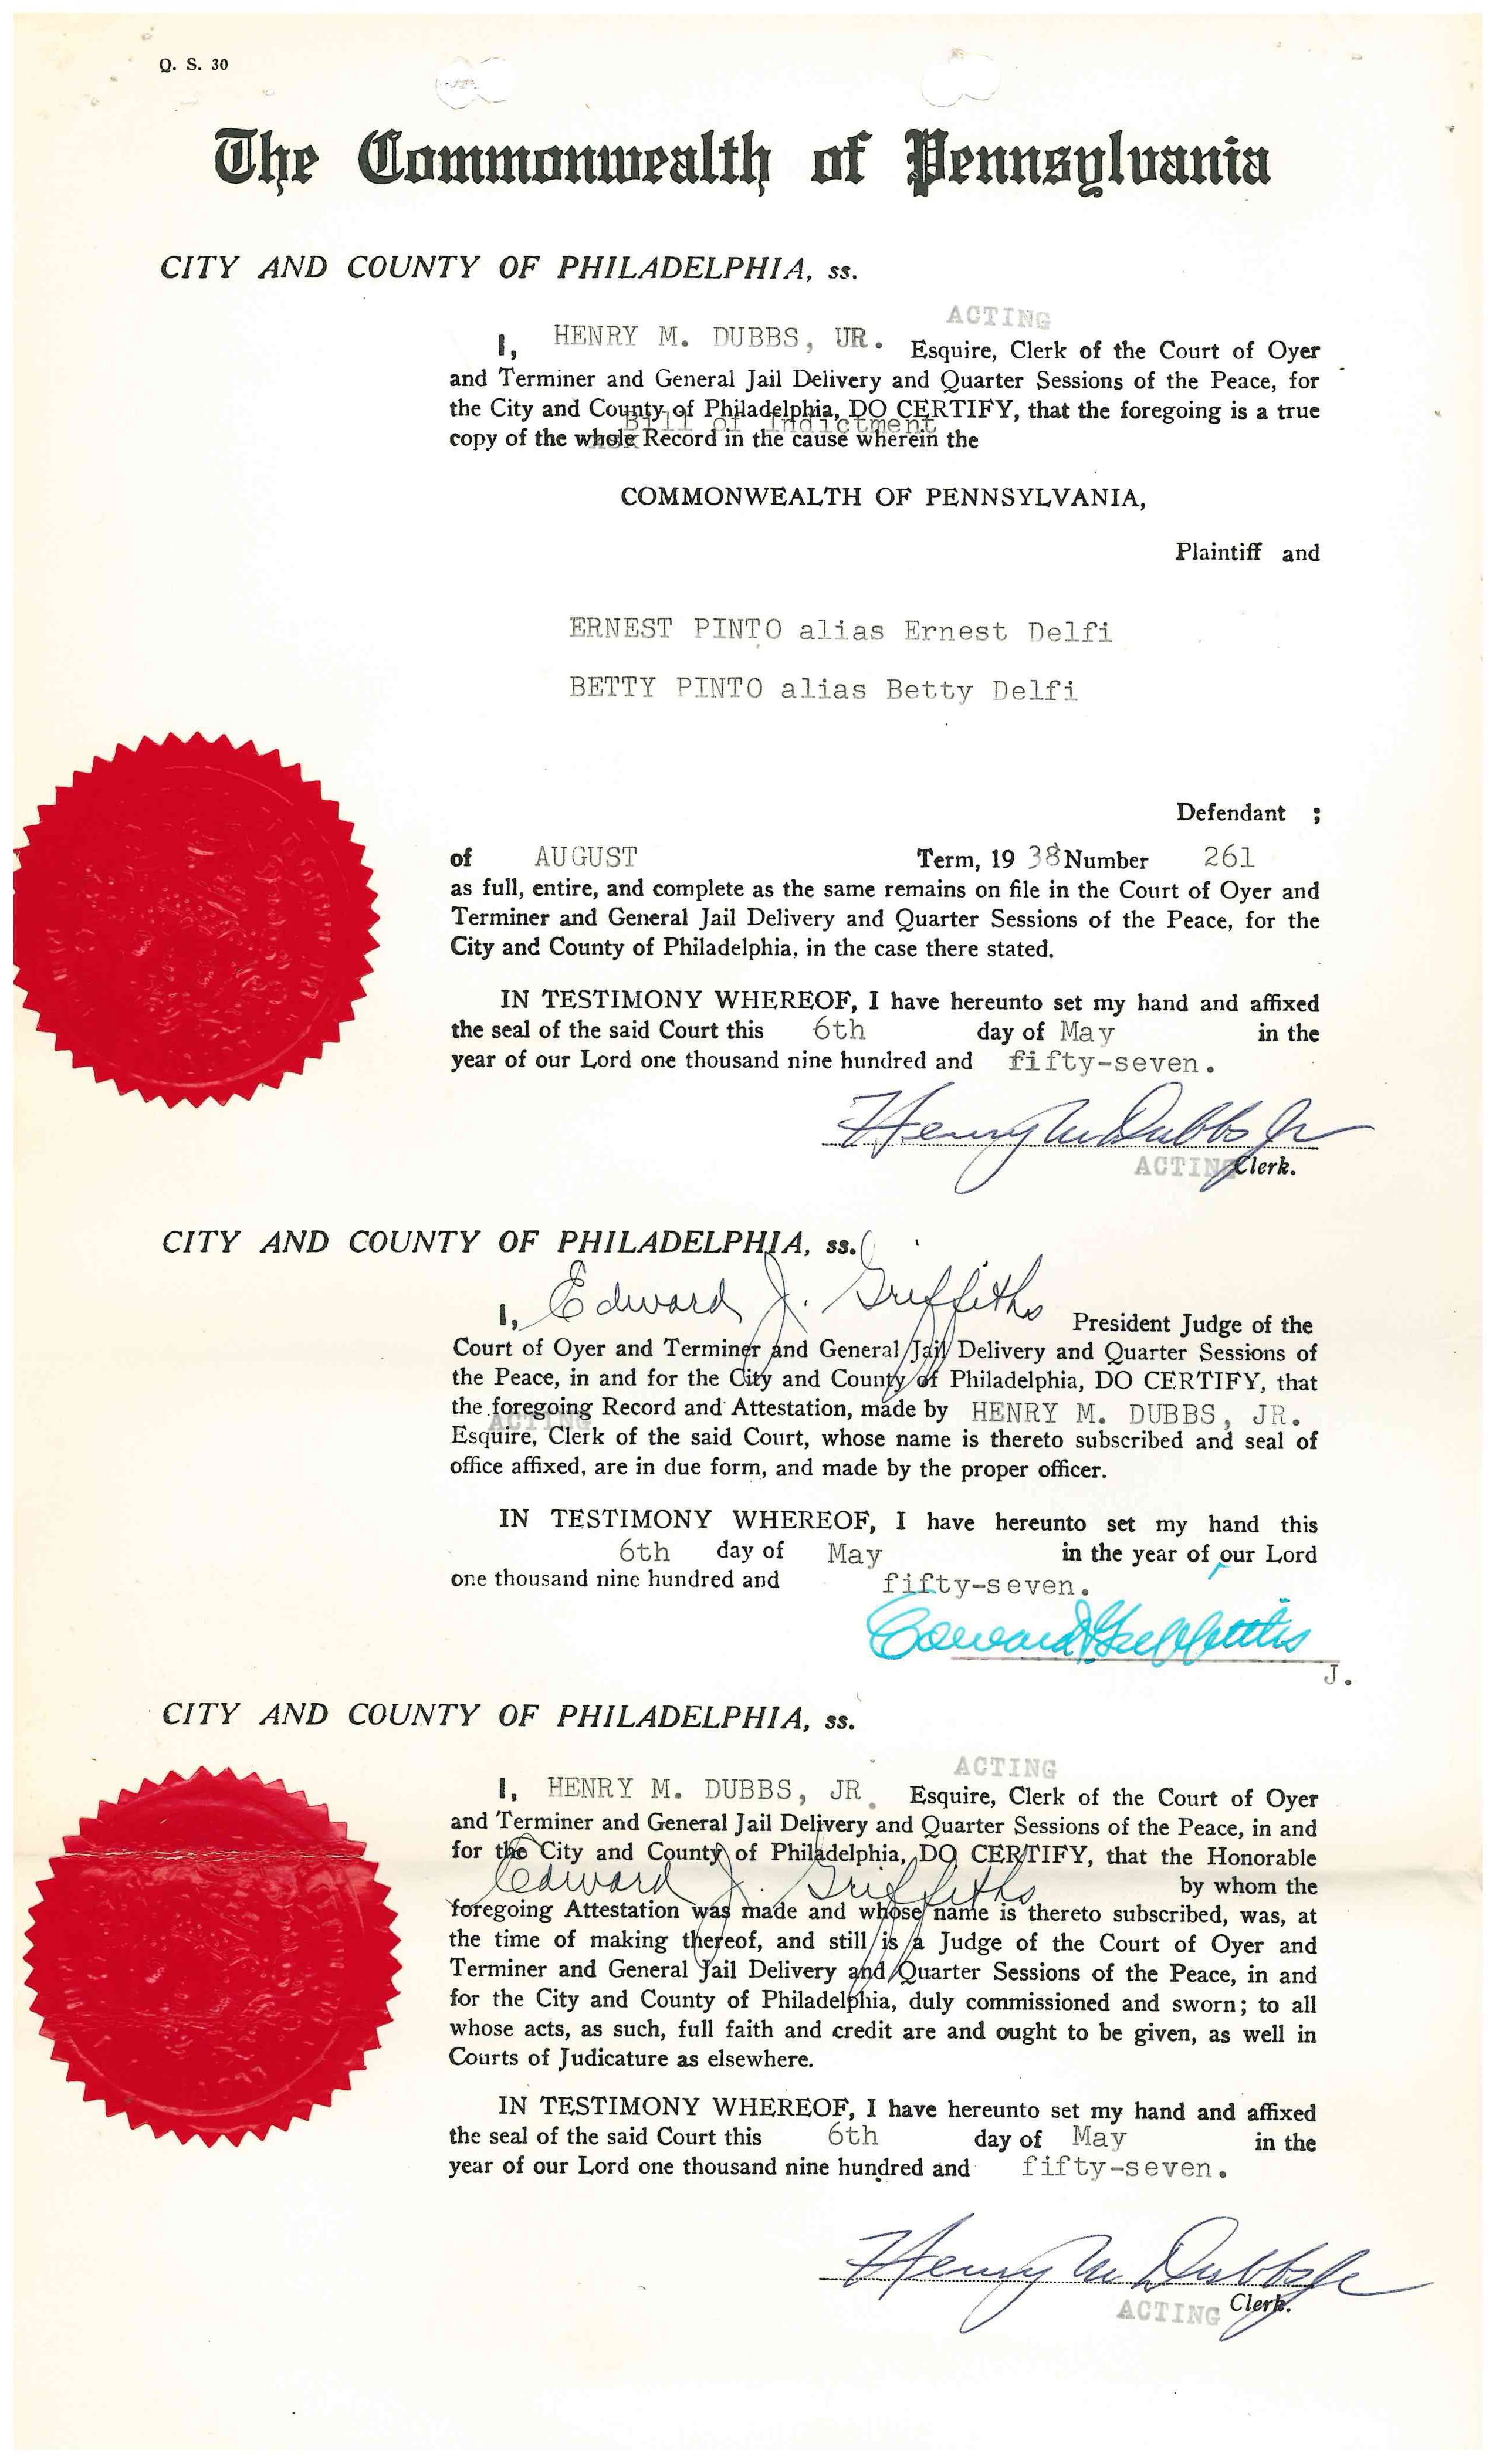 Q. S. 30
The Commonwealth of Pennsylvania
CITY AND COUNTY OF PHILADELPHIA, ss.
ACTING
I, HENRY M. DUBBS, UR. Esquire, Clerk of the Court of Oyer
and Terminer and General Jail Delivery and Quarter Sessions of the Peace, for
the City and County of Philadelphia, DO CERTIFY, that the foregoing is a true
Bill of Indictment
copy of the whole Record in the cause wherein the
COMMONWEALTH OF PENNSYLVANIA,
Plaintiff and
ERNEST PINTO alias Ernest Delfi
BETTY PINTO alias Betty Delfi
Defendant ;
of AUGUST Term, 19 38 Number 261
as full, entire, and complete as the same remains on file in the Court of Oyer and
Terminer and General Jail Delivery and Quarter Sessions of the Peace, for the
City and County of Philadelphia, in the case there stated.
IN TESTIMONY WHEREOF, I have hereunto set my hand and affixed
the seal of the said Court this 6th day of May in the
year of our Lord one thousand nine hundred and fifty-seven.
Henry M Dubbs Jr
ACTING Clerk.
CITY AND COUNTY OF PHILADELPHIA, ss.
I, Edward J. Griffiths President Judge of the
Court of Oyer and Terminer and General Jail Delivery and Quarter Sessions of
the Peace, in and for the City and County of Philadelphia, DO CERTIFY, that
the foregoing Record and Attestation, made by HENRY M. DUBBS, JR.
ACTING
Esquire, Clerk of the said Court, whose name is thereto subscribed and seal of
office affixed, are in due form, and made by the proper officer.
IN TESTIMONY WHEREOF, I have hereunto set my hand this
6th day of May in the year of our Lord
one thousand nine hundred and fifty-seven.
Edward J Griffiths
J.
CITY AND COUNTY OF PHILADELPHIA, ss.
ACTING
I, HENRY M. DUBBS, JR. Esquire, Clerk of the Court of Oyer
and Terminer and General Jail Delivery and Quarter Sessions of the Peace, in and
for the City and County of Philadelphia, DO CERTIFY, that the Honorable
Edward J. Griffiths by whom the
foregoing Attestation was made and whose name is thereto subscribed, was, at
the time of making thereof, and still is a Judge of the Court of Oyer and
Terminer and General Jail Delivery and Quarter Sessions of the Peace, in and
for the City and County of Philadelphia, duly commissioned and sworn; to all
whose acts, as such, full faith and credit are and ought to be given, as well in
Courts of Judicature as elsewhere.
IN TESTIMONY WHEREOF, I have hereunto set my hand and affixed
the seal of the said Court this 6th day of May in the
year of our Lord one thousand nine hundred and fifty-seven.
Henry M Dubbs Jr
ACTING Clerk.